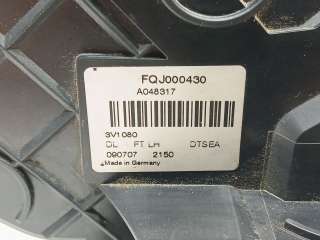 FQJ000430
A048317
3V1080
DL FT LH DTSEA
090707 2150
Made in Germany